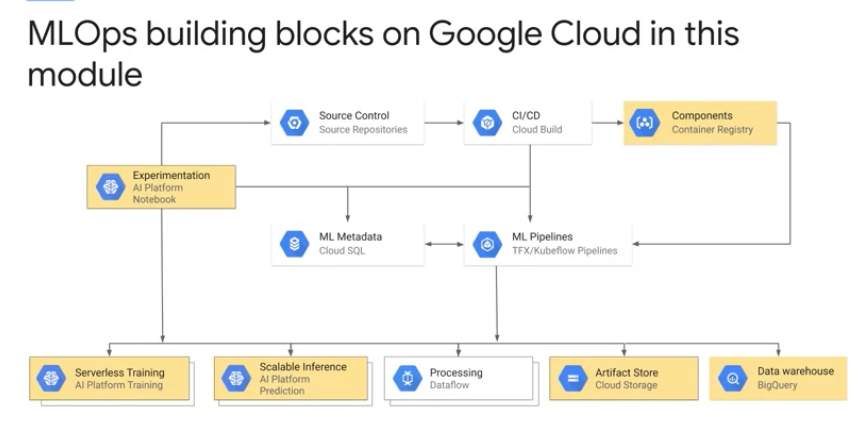 MLOps building blocks on Google Cloud in this
module
Source Control
Source Repositories
CI/CD
Cloud Build
Components
Container Registry
Experimentation
AI Platform
Notebook
ML Metadata
Cloud SQL
ML Pipelines
TFX/Kubeflow Pipelines
Serverless Training
AI Platform Training
Scalable Inference
AI Platform
Prediction
Processing
Dataflow
Artifact Store
Cloud Storage
Data warehouse
BigQuery